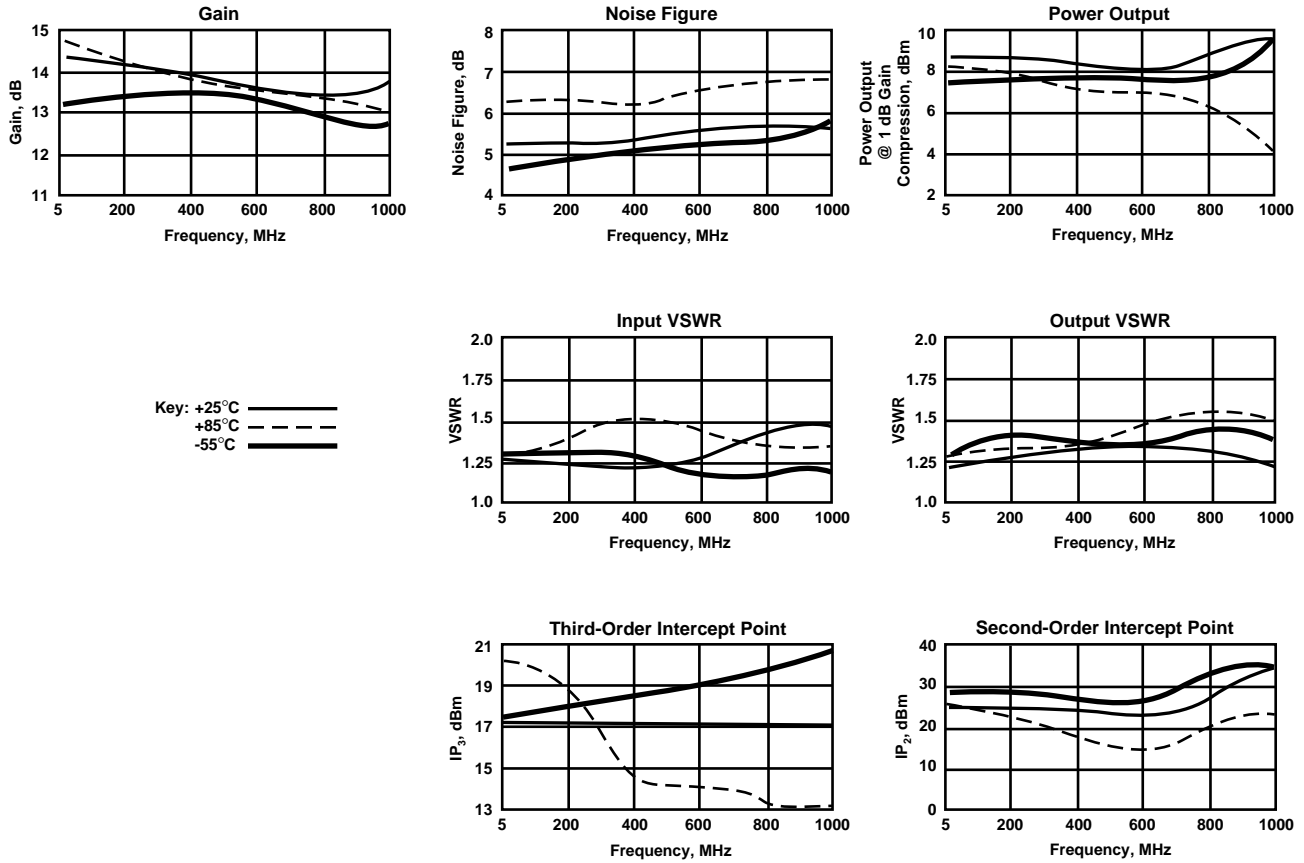 Gain
15
14
13
12
11
Gain, dB
5 200 400 600 800 1000
Frequency, MHz
Noise Figure
8
7
6
5
4
Noise Figure, dB
5 200 400 600 800 1000
Frequency, MHz
Power Output
10
8
6
4
2
Power Output
@ 1 dB Gain
Compression, dBm
5 200 400 600 800 1000
Frequency, MHz
Key: +25°C
+85°C
-55°C
Input VSWR
2.0
1.75
1.5
1.25
1.0
VSWR
5 200 400 600 800 1000
Frequency, MHz
Output VSWR
2.0
1.75
1.5
1.25
1.0
VSWR
5 200 400 600 800 1000
Frequency, MHz
Third-Order Intercept Point
21
19
17
15
13
IP₃, dBm
5 200 400 600 800 1000
Frequency, MHz
Second-Order Intercept Point
40
30
20
10
0
IP₂, dBm
5 200 400 600 800 1000
Frequency, MHz